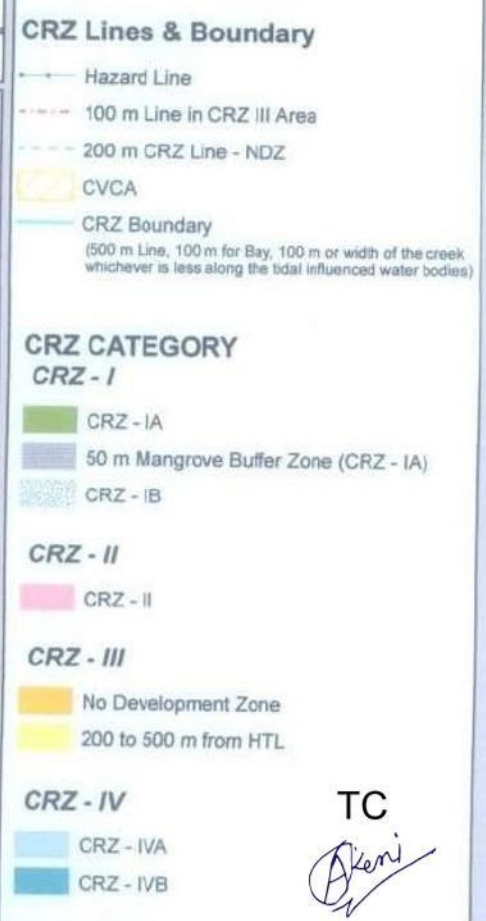 CRZ Lines & Boundary
Hazard Line
100 m Line in CRZ III Area
200 m CRZ Line - NDZ
CVCA
CRZ Boundary
(500 m Line, 100 m for Bay, 100 m or width of the creek
whichever is less along the tidal influenced water bodies)
CRZ CATEGORY
CRZ - I
CRZ - IA
50 m Mangrove Buffer Zone (CRZ - IA)
CRZ - IB
CRZ - II
CRZ - II
CRZ - III
No Development Zone
200 to 500 m from HTL
CRZ - IV
CRZ - IVA
CRZ - IVB
TC